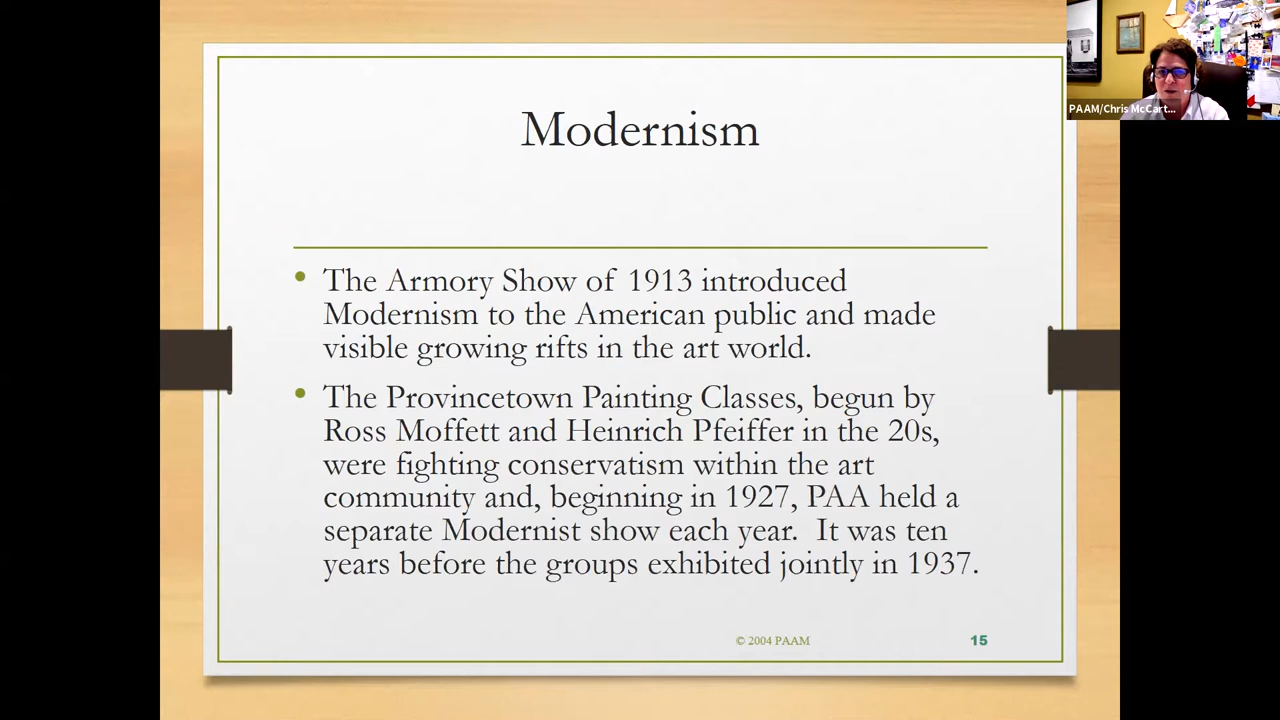 PAAM/Chris McCart...
Modernism
• The Armory Show of 1913 introduced
Modernism to the American public and made
visible growing rifts in the art world.
• The Provincetown Painting Classes, begun by
Ross Moffett and Heinrich Pfeiffer in the 20s,
were fighting conservatism within the art
community and, beginning in 1927, PAA held a
separate Modernist show each year.  It was ten
years before the groups exhibited jointly in 1937.
© 2004 PAAM
15